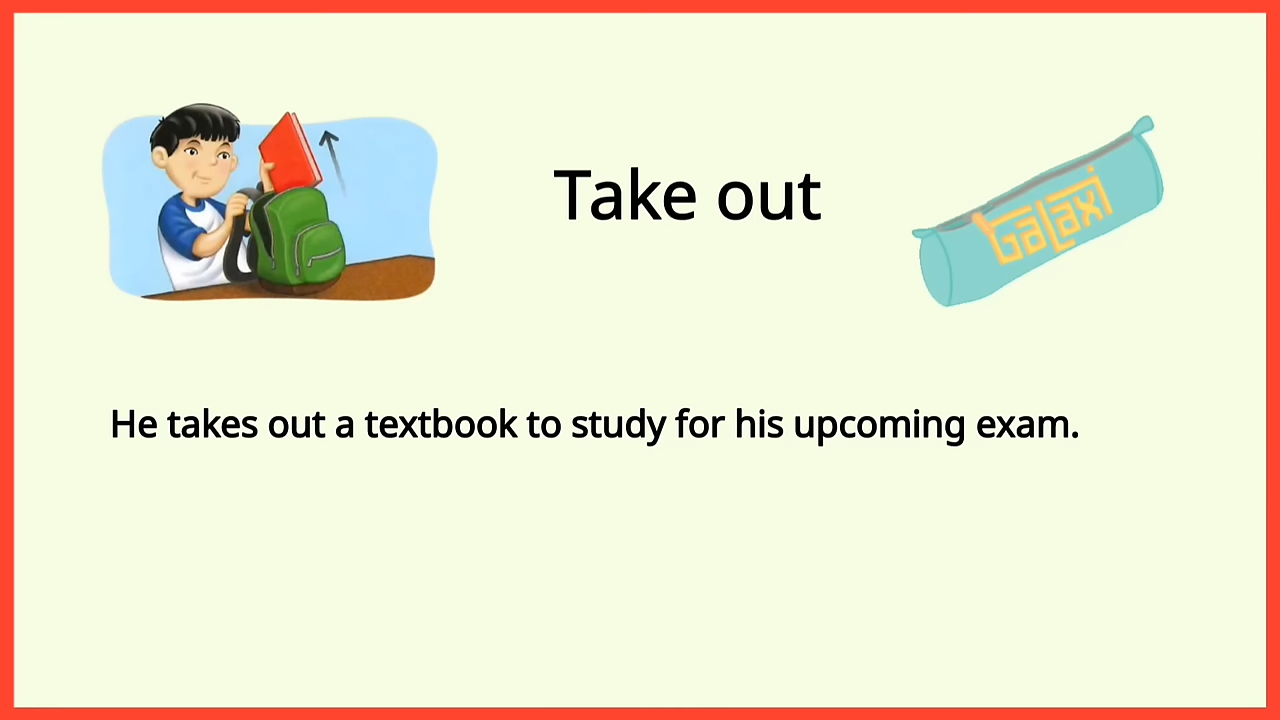 Take out
Galaxi
He takes out a textbook to study for his upcoming exam.